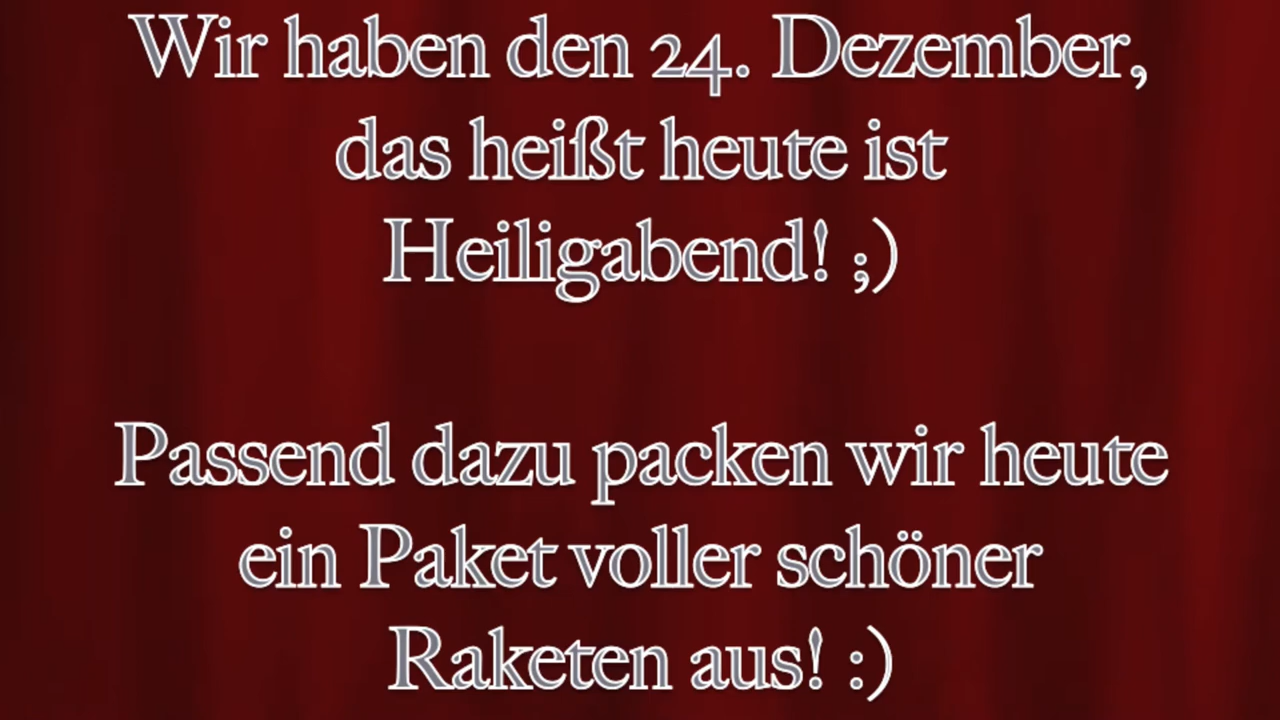 Wir haben den 24. Dezember,
das heißt heute ist
Heiligabend! ;)
Passend dazu packen wir heute
ein Paket voller schöner
Raketen aus! :)